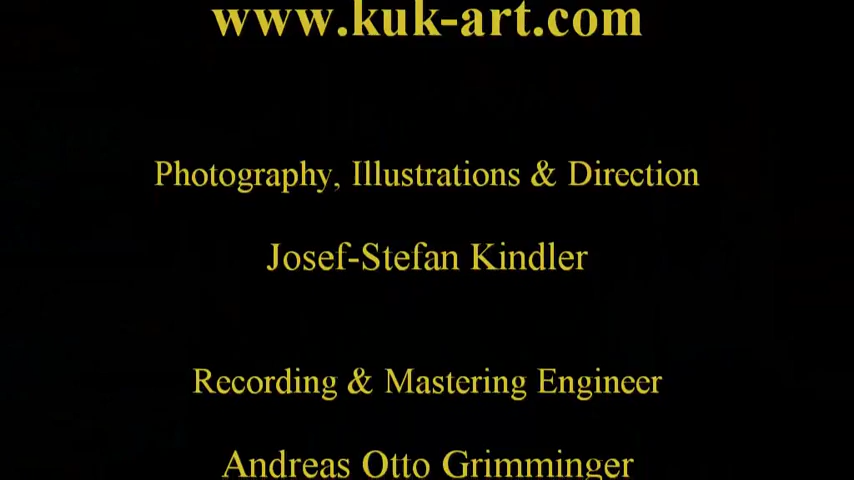 www.kuk-art.com
Photography, Illustrations & Direction
Josef-Stefan Kindler
Recording & Mastering Engineer
Andreas Otto Grimminger